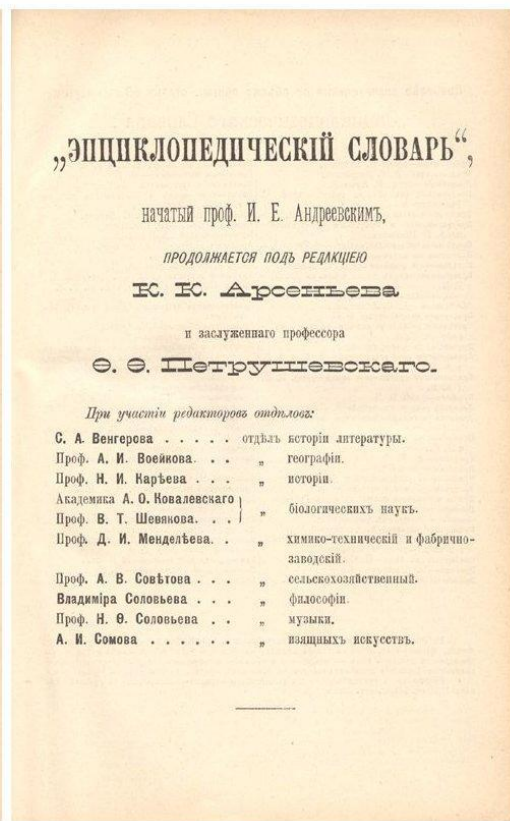 „ЭНЦИКЛОПЕДИЧЕСКІЙ СЛОВАРЬ“,
начатый проф. И. Е. Андреевскимъ,
ПРОДОЛЖАЕТСЯ ПОДЪ РЕДАКЦІЕЮ
К. К. Арсеньева
и заслуженнаго профессора
Ѳ. Ѳ. Петрушевскаго.
При участіи редакторовъ отдѣловъ:
С. А. Венгерова . . . . . отдѣлъ исторіи литературы.
Проф. А. И. Воейкова. . . „ географіи.
Проф. Н. И. Карѣева . . . „ исторіи.
Академика А. О. Ковалевскаго
Проф. В. Т. Шевякова. . . „ біологическихъ наукъ.
Проф. Д. И. Менделѣева. . „ химико-техническій и фабрично-
заводскій.
Проф. А. В. Совѣтова . . . „ сельскохозяйственный.
Владиміра Соловьева . . . „ философіи.
Проф. Н. Ѳ. Соловьева . . „ музыки.
А. И. Сомова . . . . . . „ изящныхъ искусствъ.